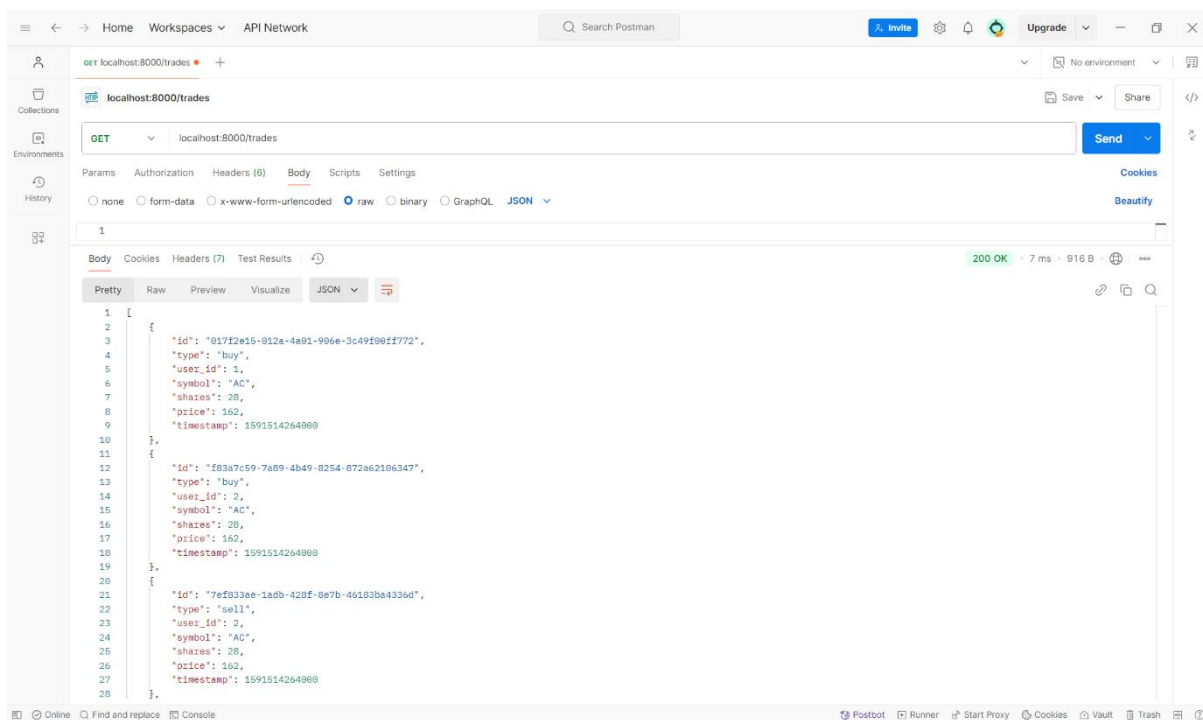 Home Workspaces API Network Search Postman Invite Upgrade
GET localhost:8000/trades No environment
HTTP localhost:8000/trades Save Share
Collections
GET localhost:8000/trades Send
Environments
Params Authorization Headers (6) Body Scripts Settings Cookies
History
none form-data x-www-form-urlencoded raw binary GraphQL JSON Beautify
1
Body Cookies Headers (7) Test Results 200 OK 7 ms 916 B
Pretty Raw Preview Visualize JSON
1 [
2 {
3 "id": "017f2e15-012a-4a01-906e-3c49f00ff772",
4 "type": "buy",
5 "user_id": 1,
6 "symbol": "AC",
7 "shares": 28,
8 "price": 162,
9 "timestamp": 1591514264000
10 },
11 {
12 "id": "f83a7c59-7a89-4b49-8254-872a62106347",
13 "type": "buy",
14 "user_id": 2,
15 "symbol": "AC",
16 "shares": 28,
17 "price": 162,
18 "timestamp": 1591514264000
19 },
20 {
21 "id": "7ef833ae-1adb-428f-8e7b-46183ba4336d",
22 "type": "sell",
23 "user_id": 2,
24 "symbol": "AC",
25 "shares": 28,
26 "price": 162,
27 "timestamp": 1591514264000
28 },
Online Find and replace Console Postbot Runner Start Proxy Cookies Vault Trash